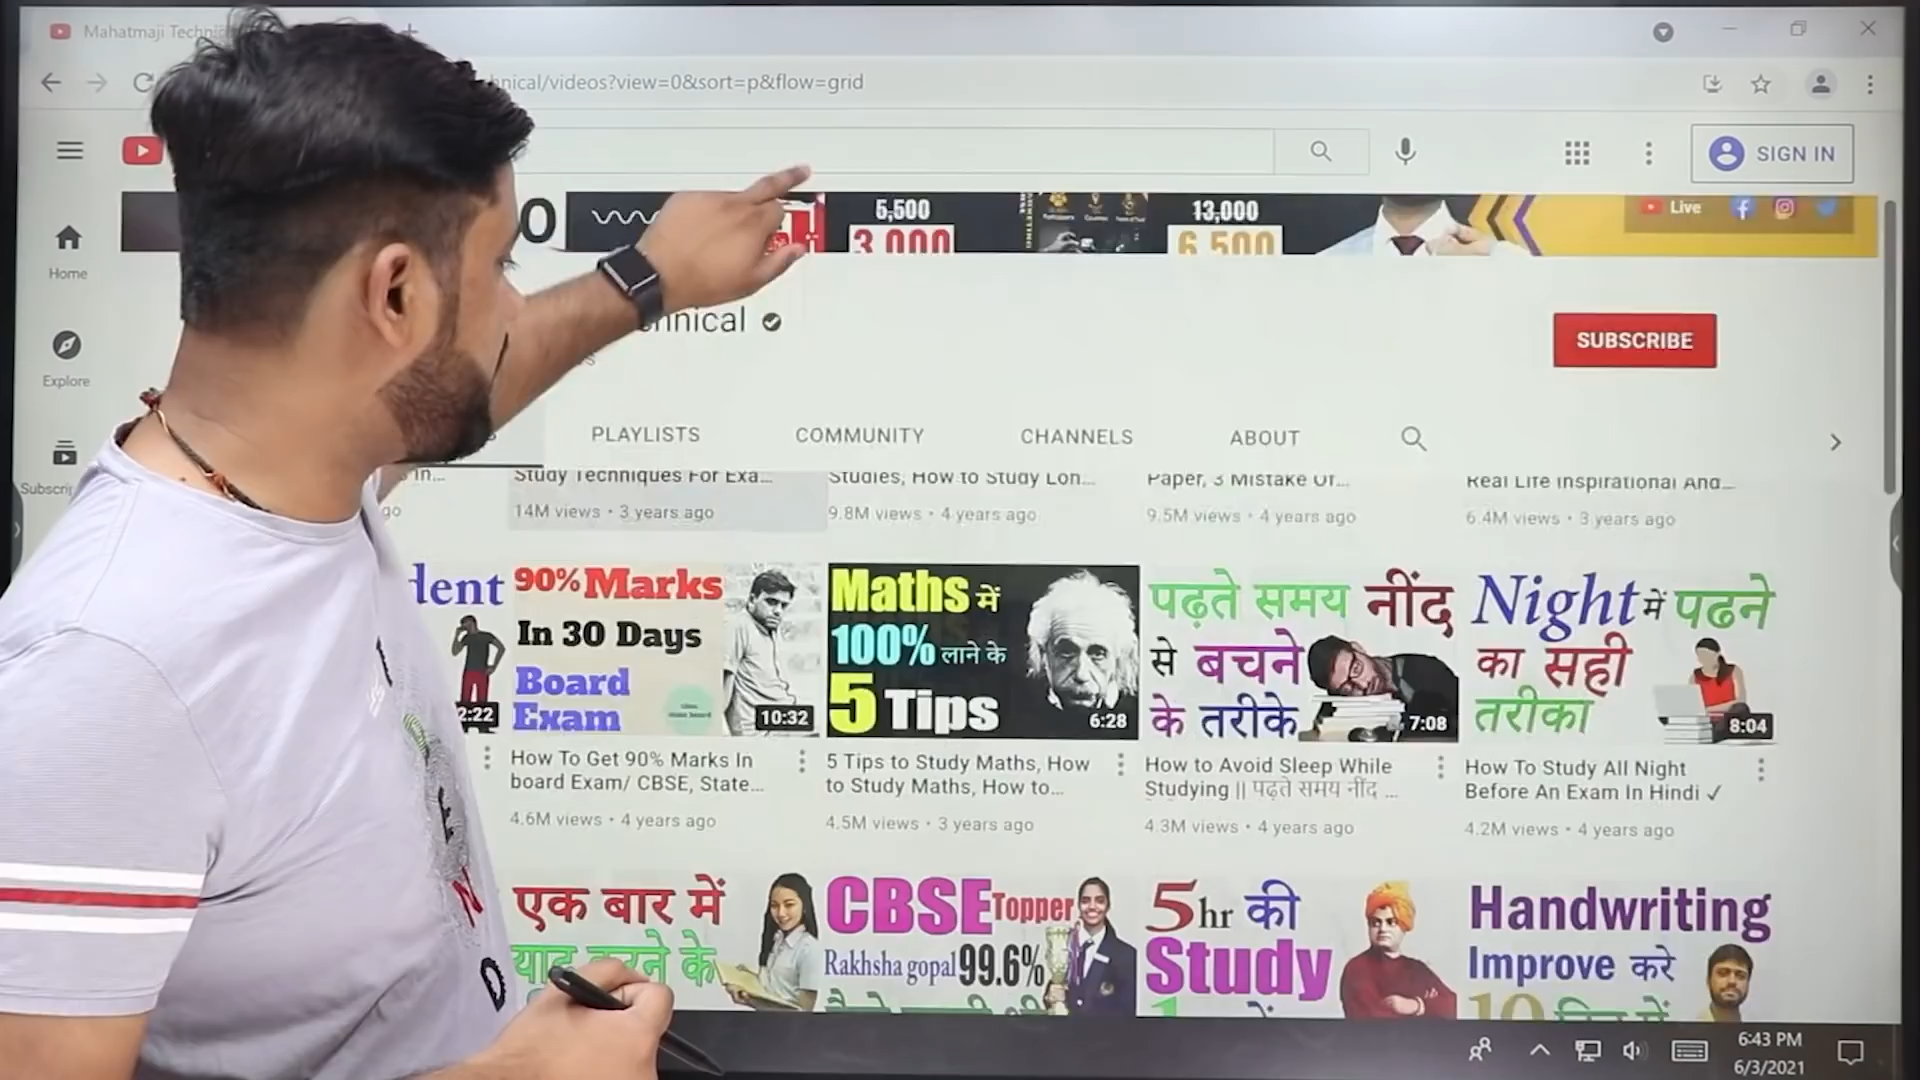 Mahatmaji Technic
hnical/videos?view=0&sort=p&flow=grid
SIGN IN
5,500
3,000
13,000
6,500
Live
Home
Explore
chnical
SUBSCRIBE
PLAYLISTS
COMMUNITY
CHANNELS
ABOUT
Subscrip
in...
ago
Study Techniques For Exa...
14M views • 3 years ago
Studies, How to Study Lon...
9.8M views • 4 years ago
Paper, 3 Mistake Of...
9.5M views • 4 years ago
Real Life Inspirational And...
6.4M views • 3 years ago
dent
2:22
90% Marks
In 30 Days
Board
Exam
10:32
Maths में
100% लाने के
5 Tips
6:28
पढ़ते समय नींद
से बचने
के तरीके
7:08
Night में पढने
का सही
तरीका
8:04
How To Get 90% Marks In
board Exam/ CBSE, State...
4.6M views • 4 years ago
5 Tips to Study Maths, How
to Study Maths, How to...
4.5M views • 3 years ago
How to Avoid Sleep While
Studying || पढ़ते समय नींद ...
4.3M views • 4 years ago
How To Study All Night
Before An Exam In Hindi ✓
4.2M views • 4 years ago
एक बार में
याद करने के
CBSE Topper
Rakhsha gopal 99.6%
5hr की
Study
Handwriting
Improve करे
10 दिन में
6:43 PM
6/3/2021